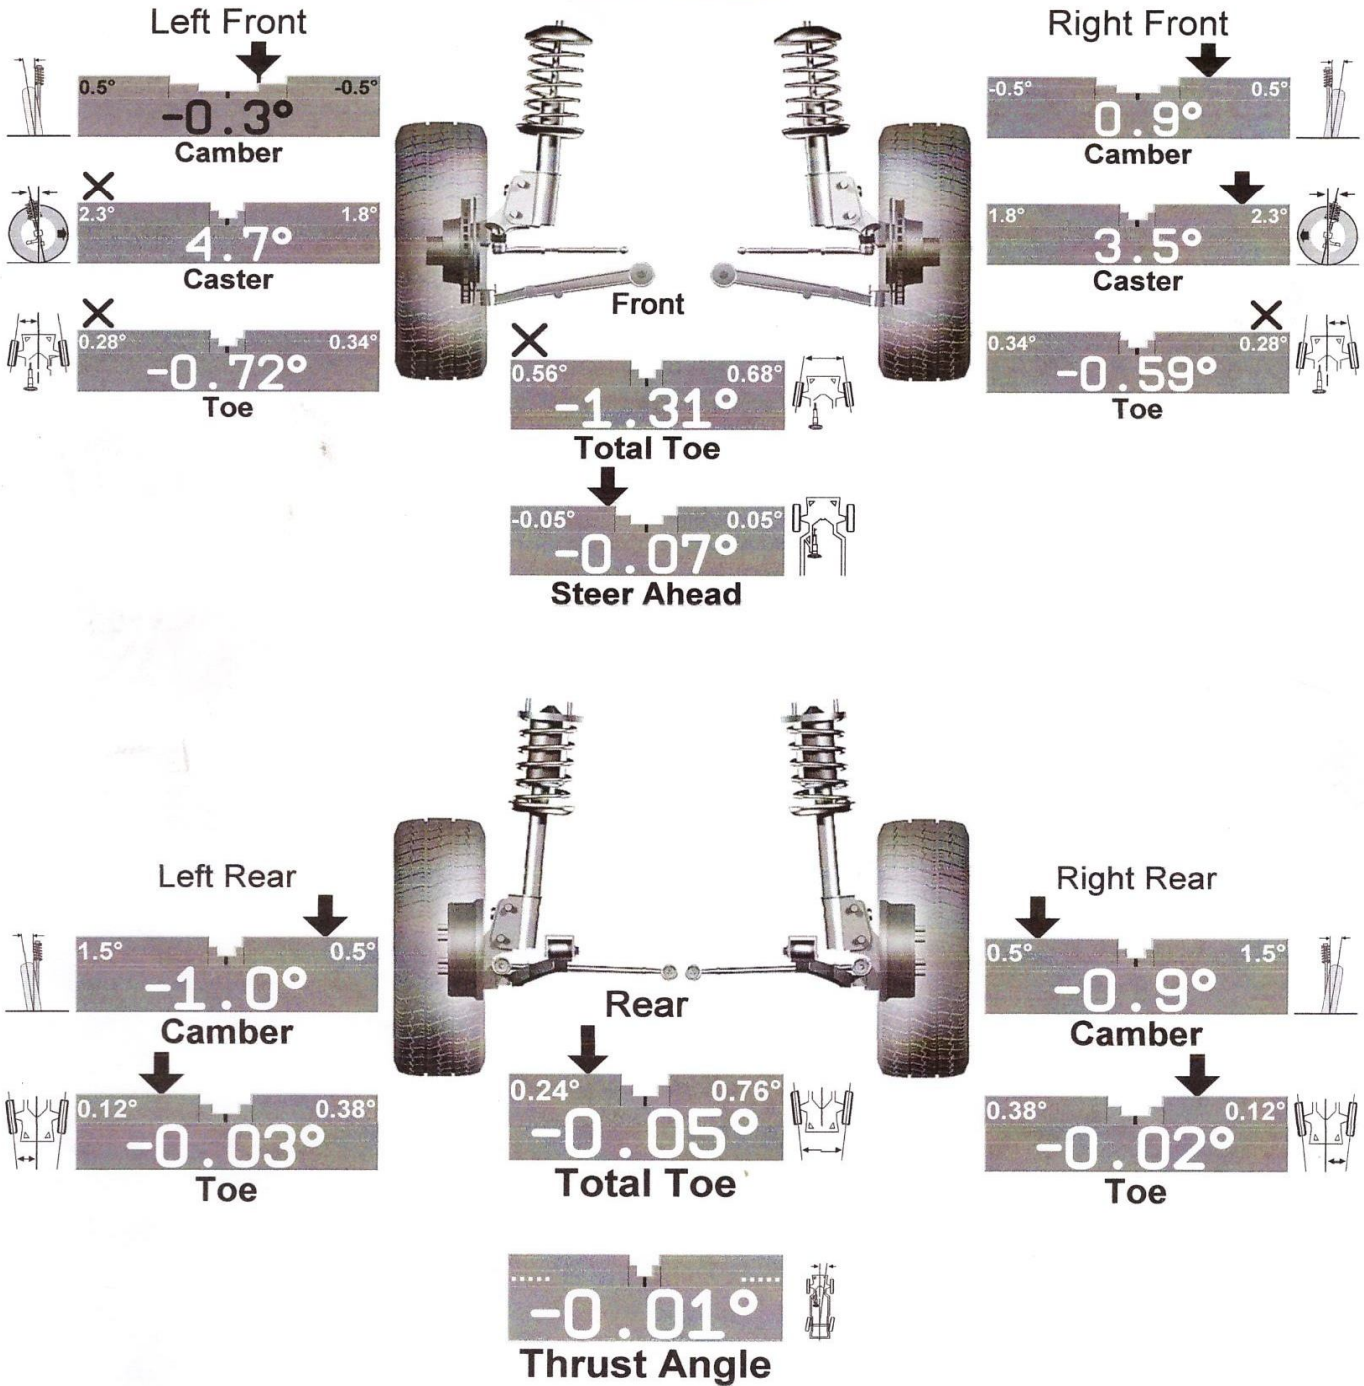 Left Front
0.5° -0.5°
-0.3°
Camber
2.3° 1.8°
4.7°
Caster
0.28° 0.34°
-0.72°
Toe
Right Front
-0.5° 0.5°
0.9°
Camber
1.8° 2.3°
3.5°
Caster
0.34° 0.28°
-0.59°
Toe
Front
0.56° 0.68°
-1.31°
Total Toe
-0.05° 0.05°
-0.07°
Steer Ahead
Left Rear
1.5° 0.5°
-1.0°
Camber
0.12° 0.38°
-0.03°
Toe
Right Rear
0.5° 1.5°
-0.9°
Camber
0.38° 0.12°
-0.02°
Toe
Rear
0.24° 0.76°
-0.05°
Total Toe
-0.01°
Thrust Angle